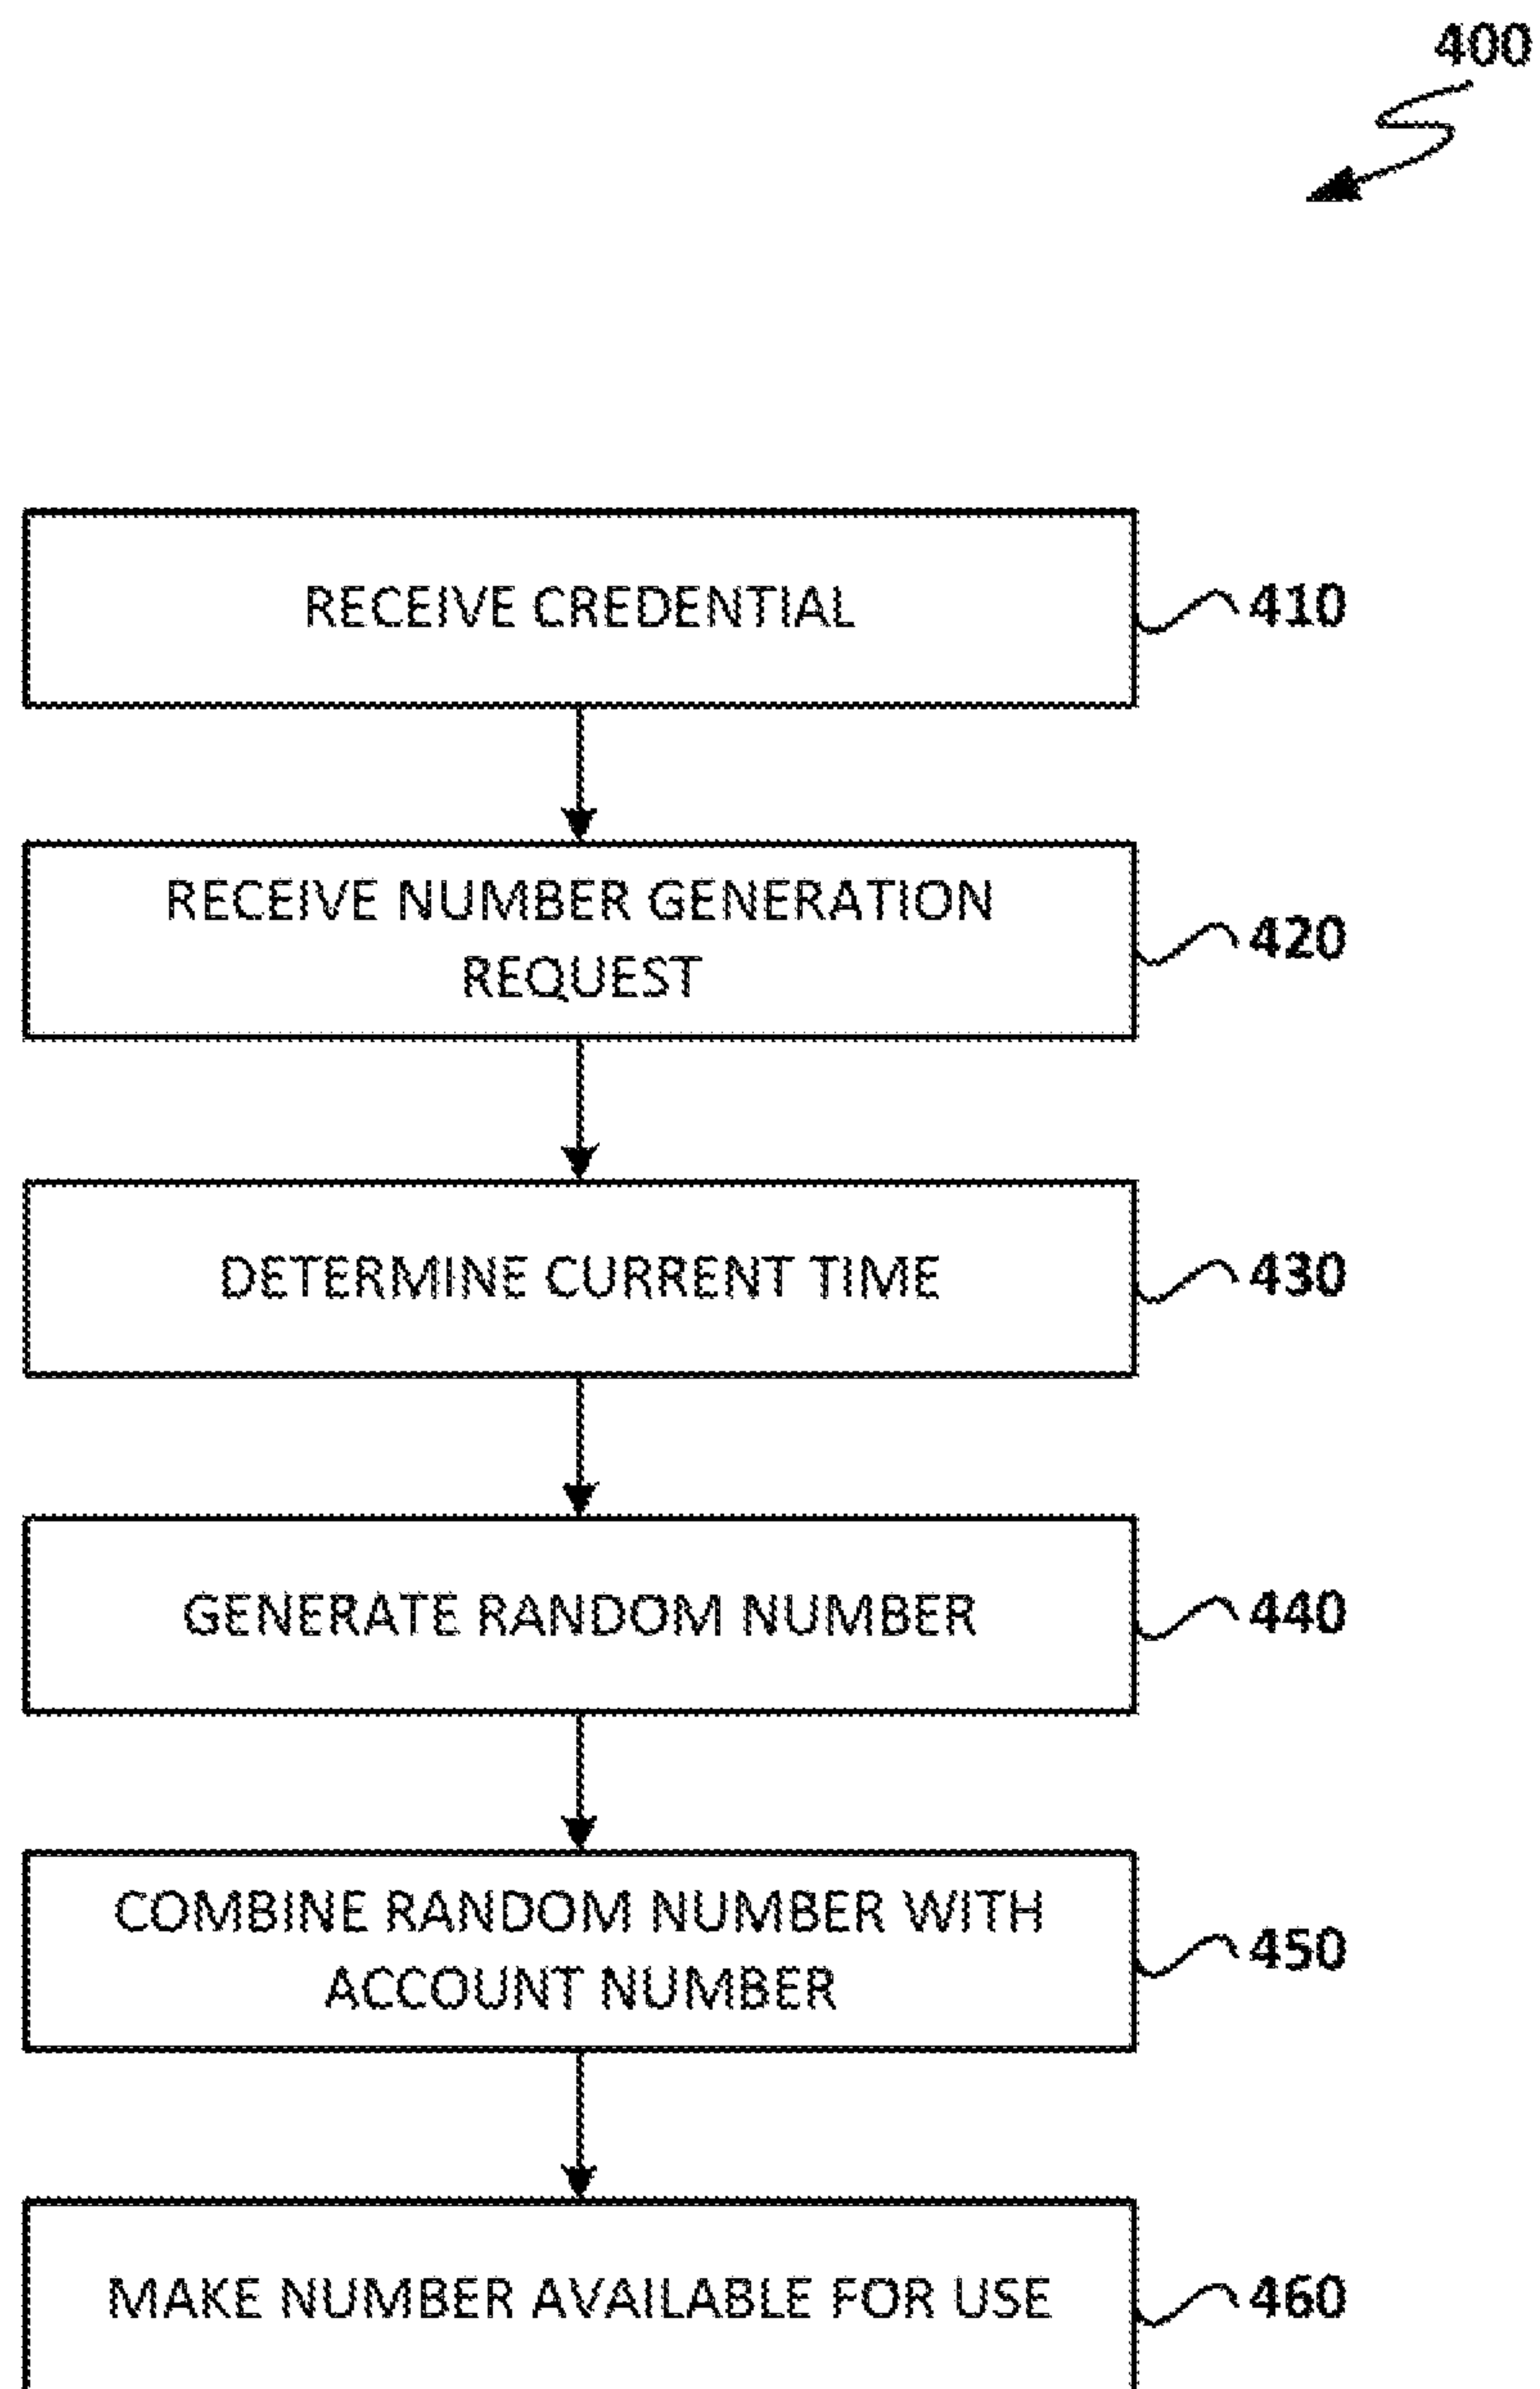 400
RECEIVE CREDENTIAL
410
RECEIVE NUMBER GENERATION
REQUEST
420
DETERMINE CURRENT TIME
430
GENERATE RANDOM NUMBER
440
COMBINE RANDOM NUMBER WITH
ACCOUNT NUMBER
450
MAKE NUMBER AVAILABLE FOR USE
460